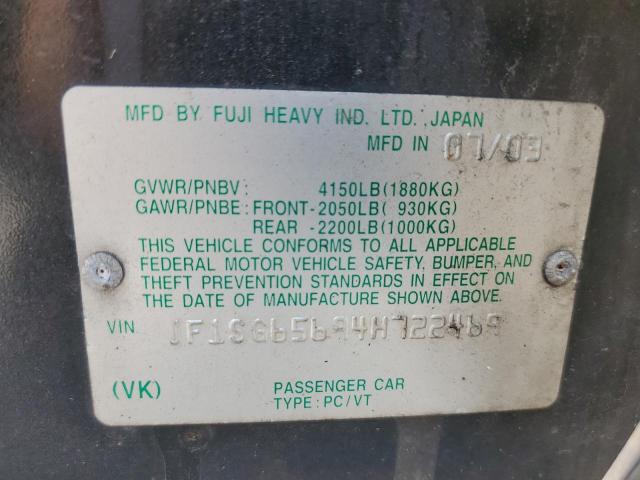 MFD BY FUJI HEAVY IND. LTD. JAPAN
MFD IN 07/03
GVWR/PNBV: 4150LB(1880KG)
GAWR/PNBE: FRONT-2050LB( 930KG)
REAR -2200LB(1000KG)
THIS VEHICLE CONFORMS TO ALL APPLICABLE
FEDERAL MOTOR VEHICLE SAFETY, BUMPER, AND
THEFT PREVENTION STANDARDS IN EFFECT ON
THE DATE OF MANUFACTURE SHOWN ABOVE.
VIN JF1SG65694H722469
(VK) PASSENGER CAR
TYPE: PC/VT